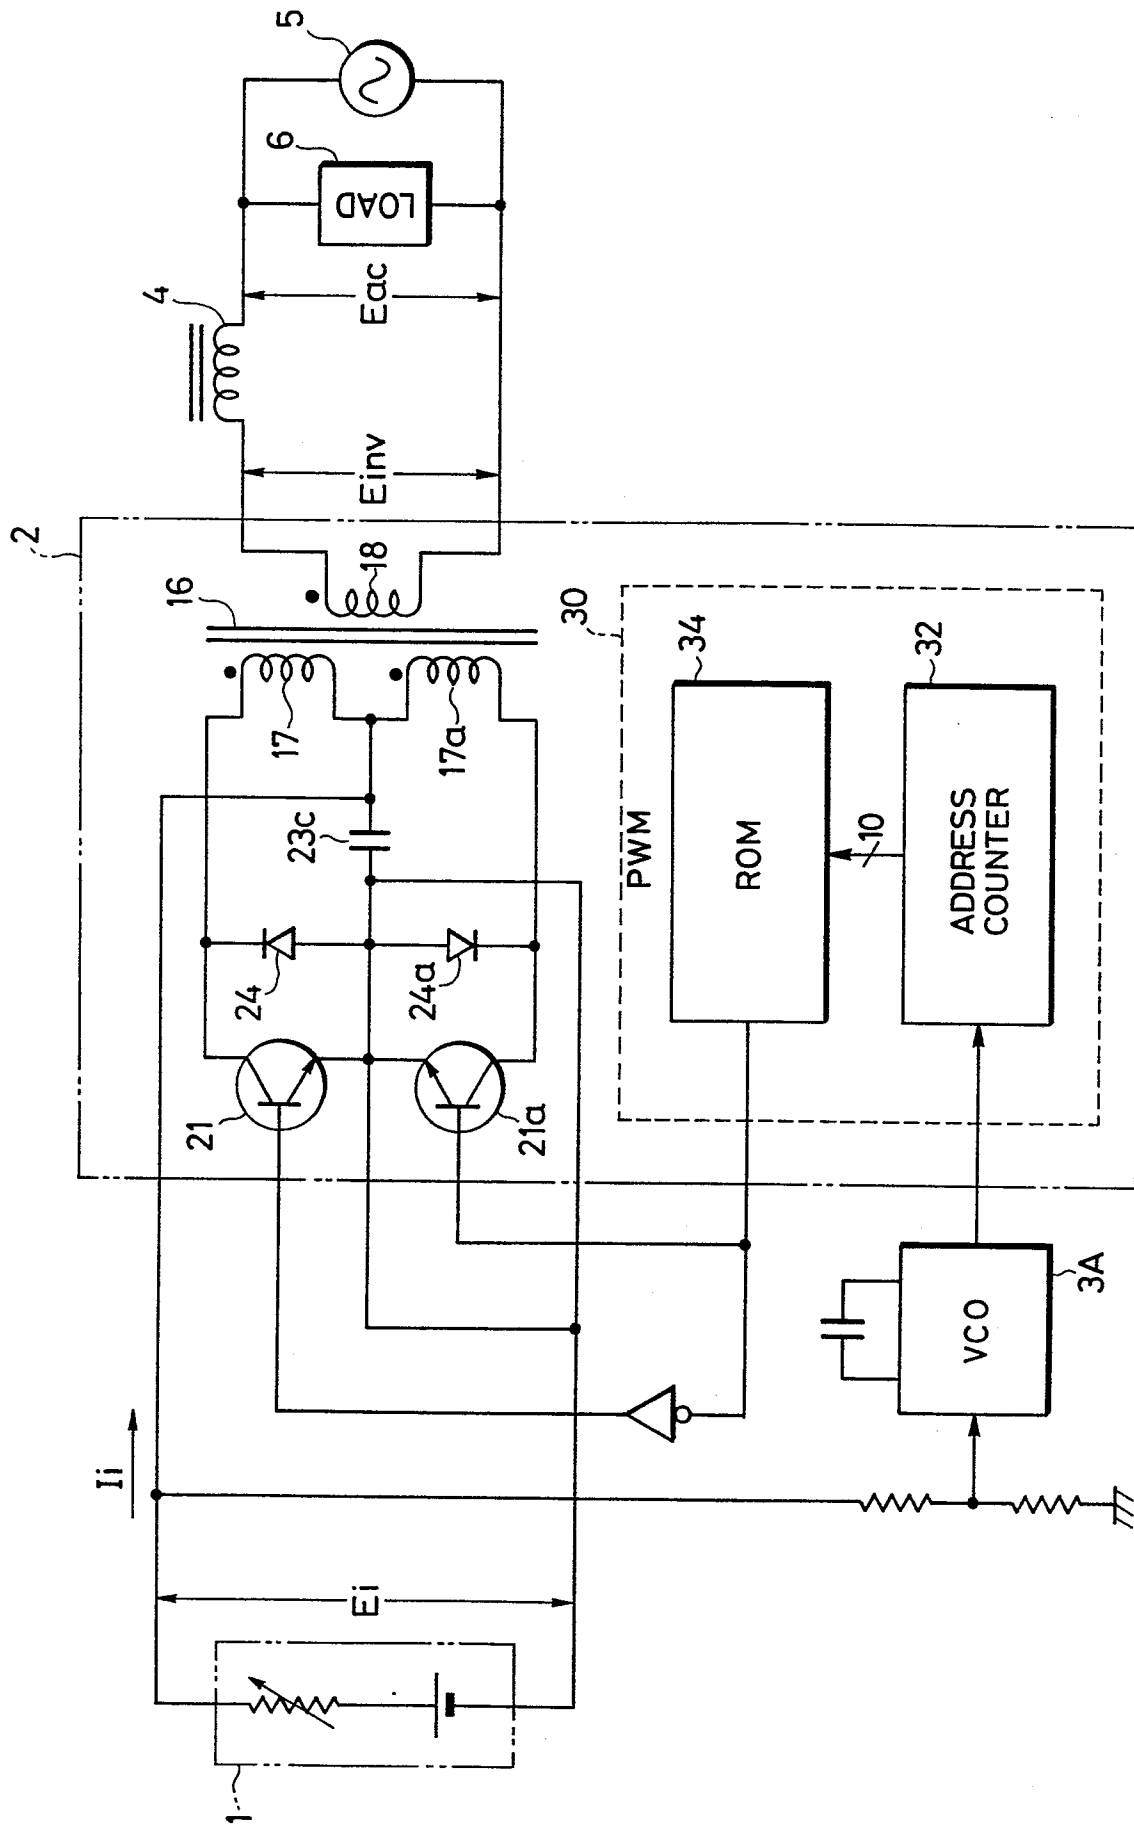 1
Ei
Ii
2
21
21a
24
24a
23c
17
17a
16
18
Einv
4
Eac
LOAD
6
5
VCO
3A
30
PWM
ROM
34
10
ADDRESS
COUNTER
32